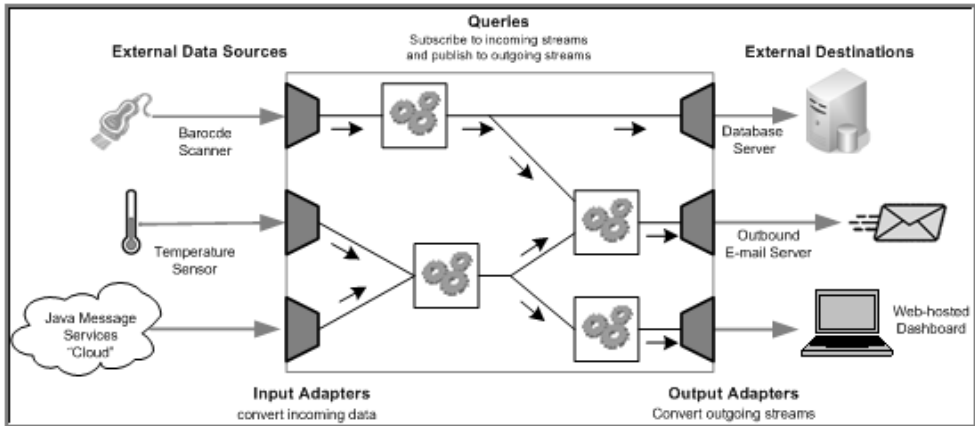 Queries
Subscribe to incoming streams
and publish to outgoing streams
External Data Sources
External Destinations
Barocde
Scanner
Database
Server
Temperature
Sensor
Outbound
E-mail Server
Java Message
Services
"Cloud"
Web-hosted
Dashboard
Input Adapters
convert incoming data
Output Adapters
Convert outgoing streams